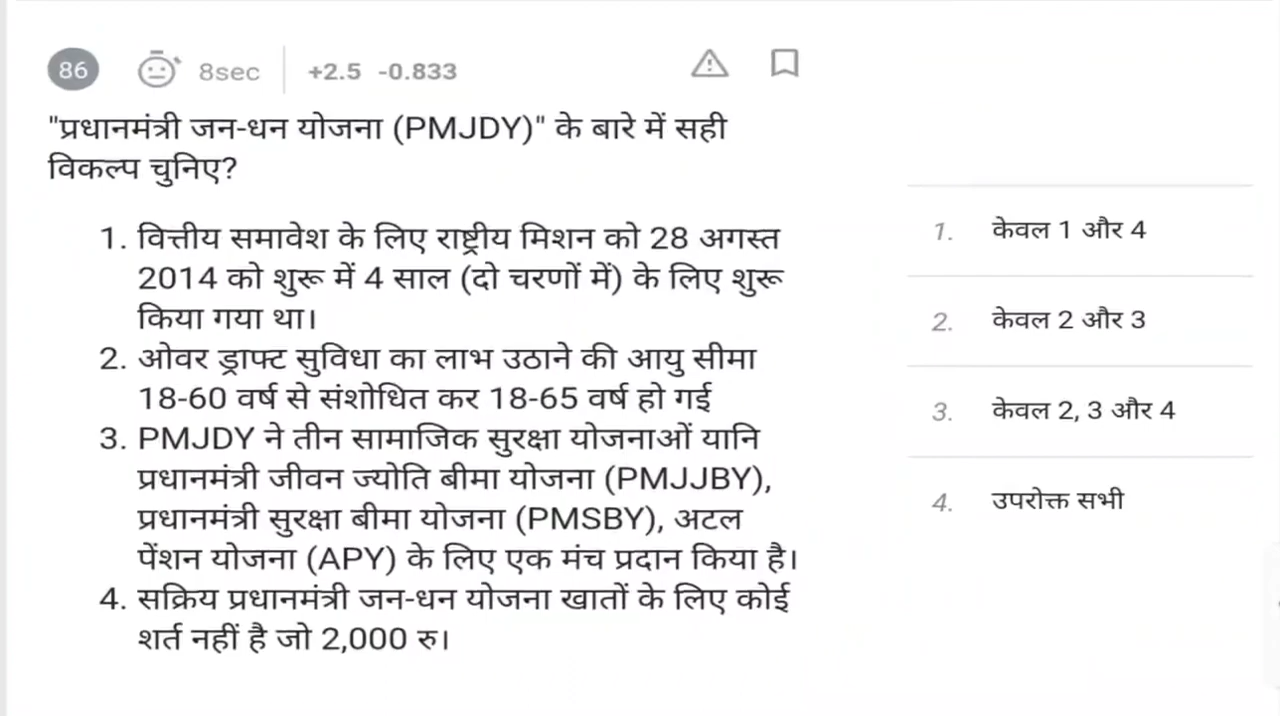 86 8sec +2.5 -0.833
"प्रधानमंत्री जन-धन योजना (PMJDY)" के बारे में सही
विकल्प चुनिए?
1. वित्तीय समावेश के लिए राष्ट्रीय मिशन को 28 अगस्त
2014 को शुरू में 4 साल (दो चरणों में) के लिए शुरू
किया गया था।
2. ओवर ड्राफ्ट सुविधा का लाभ उठाने की आयु सीमा
18-60 वर्ष से संशोधित कर 18-65 वर्ष हो गई
3. PMJDY ने तीन सामाजिक सुरक्षा योजनाओं यानि
प्रधानमंत्री जीवन ज्योति बीमा योजना (PMJJBY),
प्रधानमंत्री सुरक्षा बीमा योजना (PMSBY), अटल
पेंशन योजना (APY) के लिए एक मंच प्रदान किया है।
4. सक्रिय प्रधानमंत्री जन-धन योजना खातों के लिए कोई
शर्त नहीं है जो 2,000 रु।
1. केवल 1 और 4
2. केवल 2 और 3
3. केवल 2, 3 और 4
4. उपरोक्त सभी